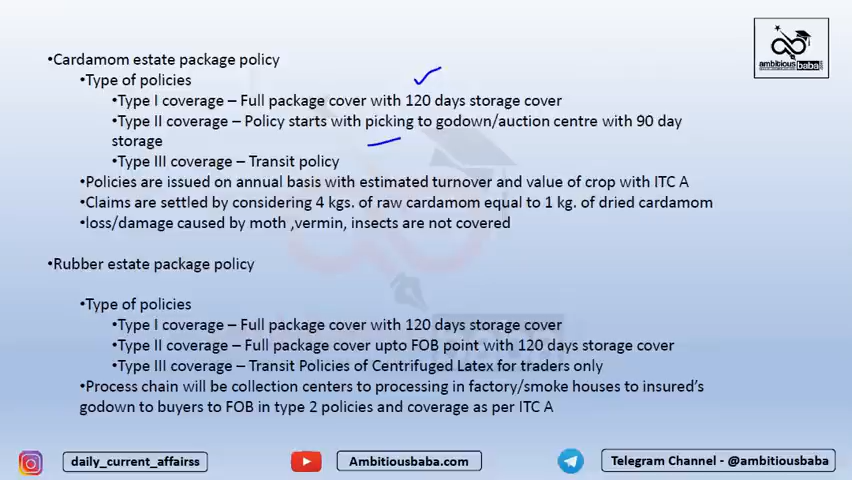 •Cardamom estate package policy
•Type of policies
•Type I coverage – Full package cover with 120 days storage cover
•Type II coverage – Policy starts with picking to godown/auction centre with 90 day
storage
•Type III coverage – Transit policy
•Policies are issued on annual basis with estimated turnover and value of crop with ITC A
•Claims are settled by considering 4 kgs. of raw cardamom equal to 1 kg. of dried cardamom
•loss/damage caused by moth ,vermin, insects are not covered
•Rubber estate package policy
•Type of policies
•Type I coverage – Full package cover with 120 days storage cover
•Type II coverage – Full package cover upto FOB point with 120 days storage cover
•Type III coverage – Transit Policies of Centrifuged Latex for traders only
•Process chain will be collection centers to processing in factory/smoke houses to insured's
godown to buyers to FOB in type 2 policies and coverage as per ITC A
ambitiousbaba
daily_current_affairss
Ambitiousbaba.com
Telegram Channel - @ambitiousbaba